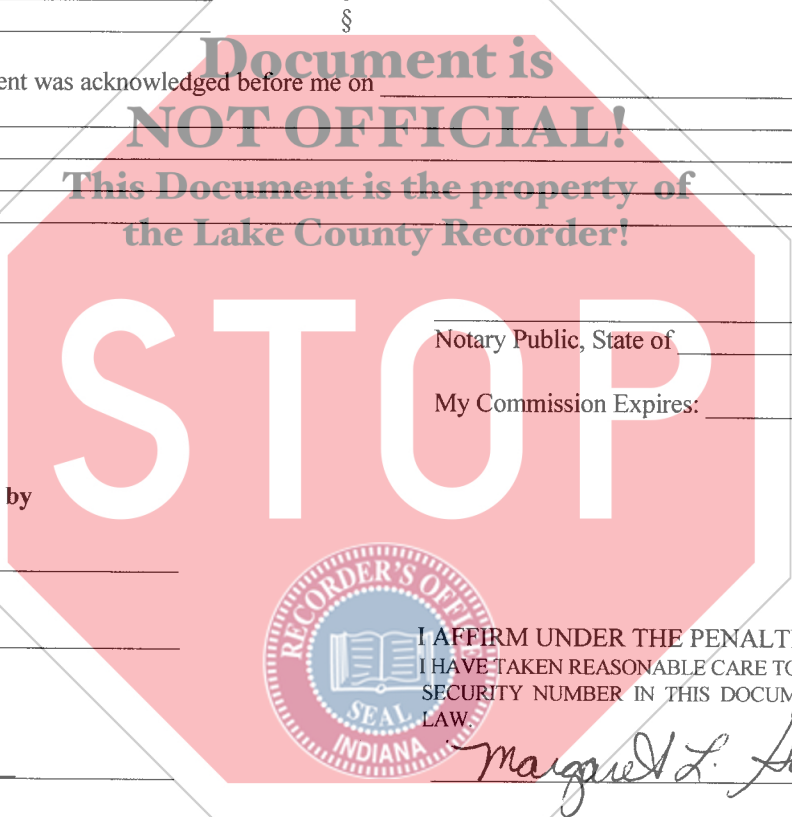 §
Document is
ent was acknowledged before me on
NOT OFFICIAL!
This Document is the property of
the Lake County Recorder!
STOP
Notary Public, State of
My Commission Expires:
by
RECORDER'S OFFICE
SEAL
INDIANA
I AFFIRM UNDER THE PENALT
I HAVE TAKEN REASONABLE CARE TO
SECURITY NUMBER IN THIS DOCUM
LAW.
Margaret L.